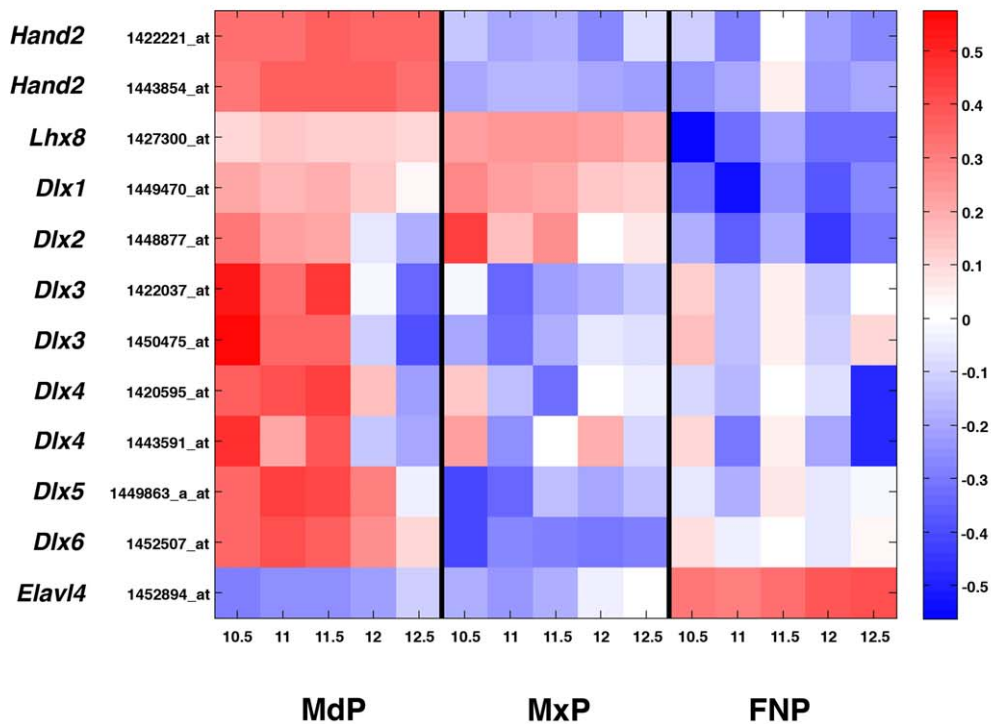 Hand2 1422221_at
Hand2 1443854_at
Lhx8 1427300_at
Dlx1 1449470_at
Dlx2 1448877_at
Dlx3 1422037_at
Dlx3 1450475_at
Dlx4 1420595_at
Dlx4 1443591_at
Dlx5 1449863_a_at
Dlx6 1452507_at
Elavl4 1452894_at
10.5 11 11.5 12 12.5 10.5 11 11.5 12 12.5 10.5 11 11.5 12 12.5
MdP MxP FNP
0.5
0.4
0.3
0.2
0.1
0
-0.1
-0.2
-0.3
-0.4
-0.5